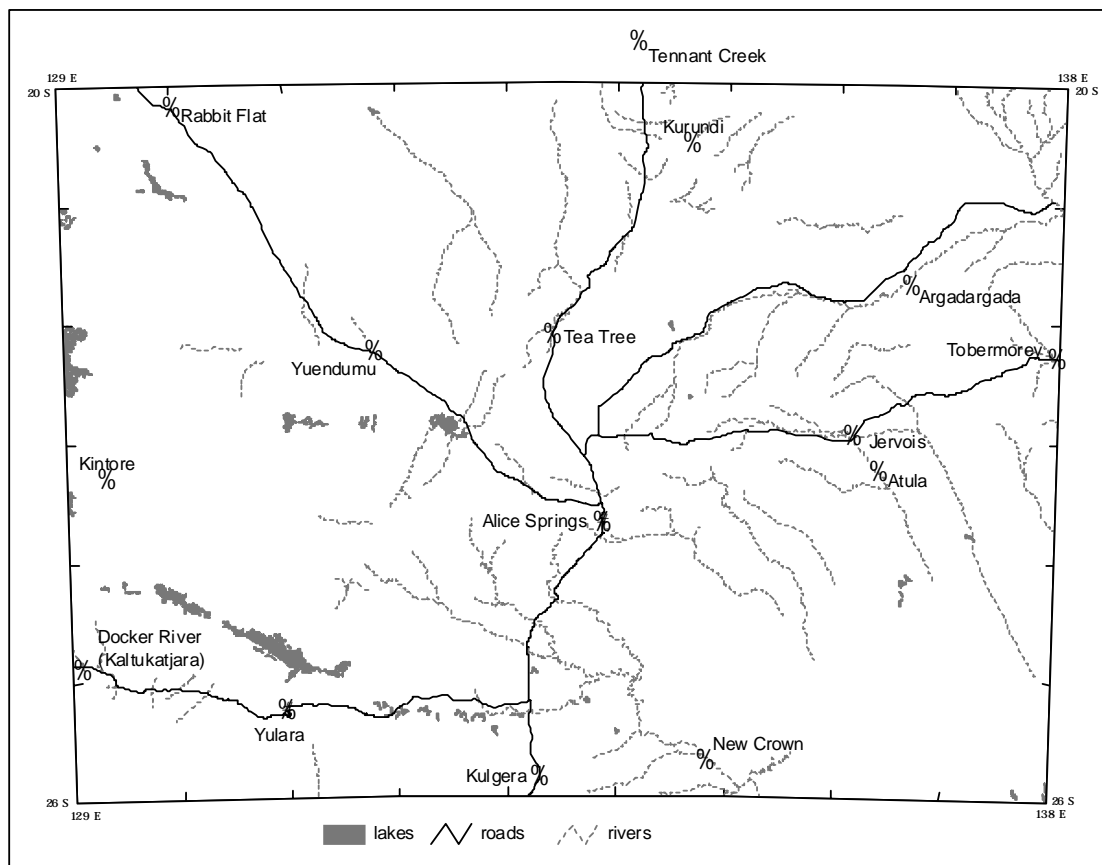 %
Tennant Creek
129 E
138 E
20 S
20 S
% Rabbit Flat
Kurundi
%
%
Argadargada
% Tea Tree
Tobermorey %
%
Yuendumu
%
Jervois
Kintore
%
%
Atula
Alice Springs %
Docker River
(Kaltukatjara)
%
%
Yulara
New Crown
%
Kulgera %
26 S
26 S
129 E
138 E
lakes roads rivers